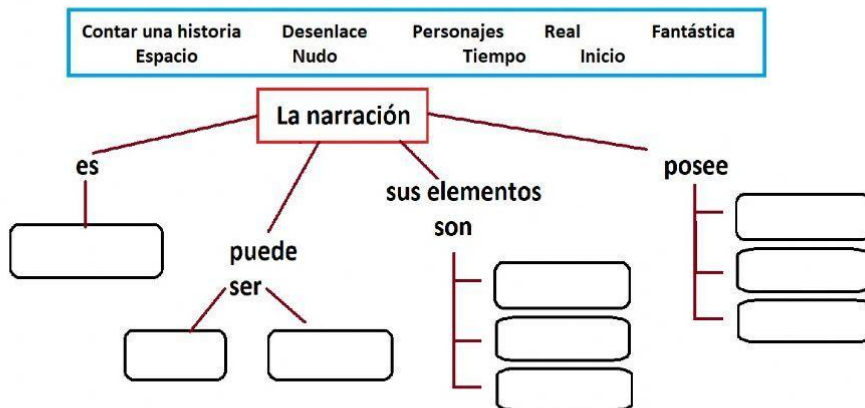 Contar una historia Desenlace Personajes Real Fantástica
Espacio Nudo Tiempo Inicio
La narración
es
puede
ser
sus elementos
son
posee